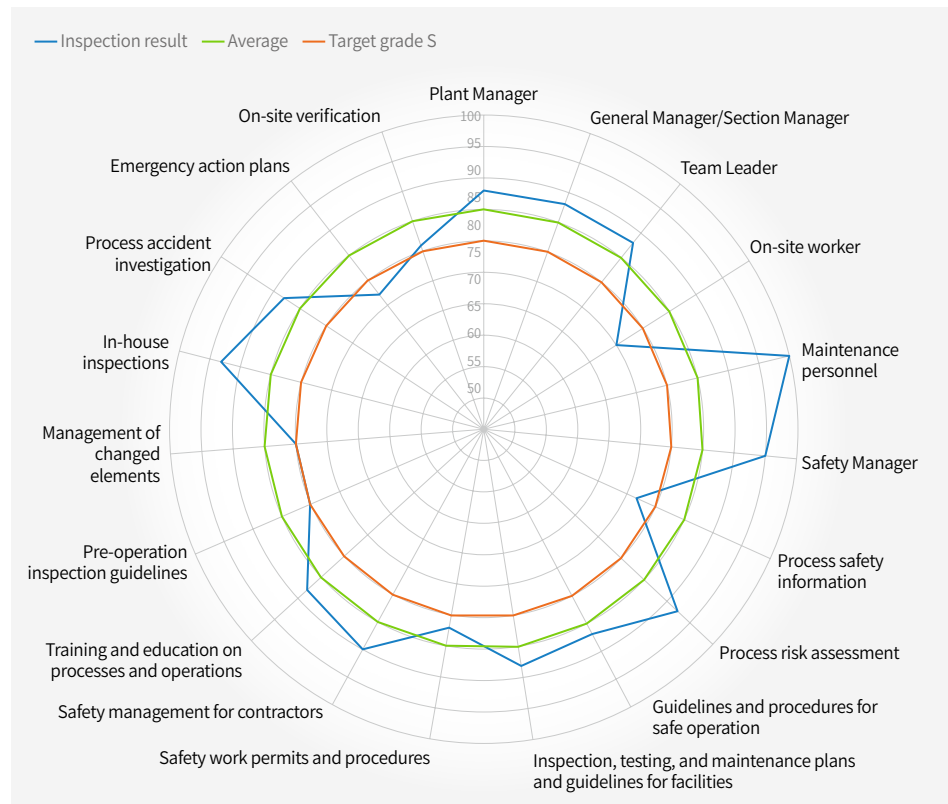 Inspection result Average Target grade S
Plant Manager
General Manager/Section Manager
Team Leader
On-site worker
Maintenance
personnel
Safety Manager
Process safety
information
Process risk assessment
Guidelines and procedures for
safe operation
Inspection, testing, and maintenance plans
and guidelines for facilities
Safety work permits and procedures
Safety management for contractors
Training and education on
processes and operations
Pre-operation
inspection guidelines
Management of
changed
elements
In-house
inspections
Process accident
investigation
Emergency action plans
On-site verification
100
95
90
85
80
75
70
65
60
55
50